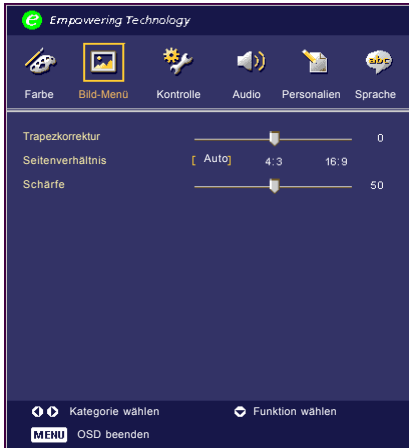 e Empowering Technology
abc
Farbe Bild-Menü Kontrolle Audio Personalien Sprache
Trapezkorrektur 0
Seitenverhältnis [ Auto] 4:3 16:9
Schärfe 50
Kategorie wählen Funktion wählen
MENU OSD beenden